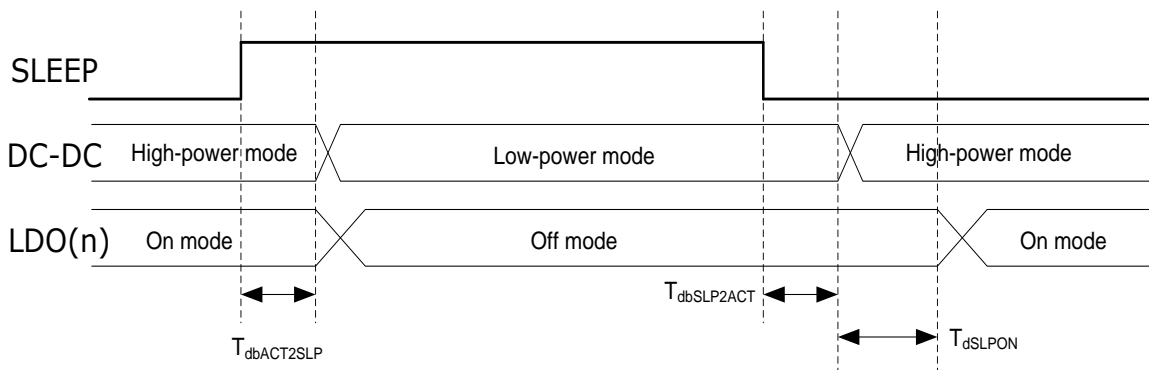 SLEEP
DC-DC High-power mode Low-power mode High-power mode
LDO(n) On mode Off mode On mode
TdbSLP2ACT
TdbACT2SLP
TdSLPON